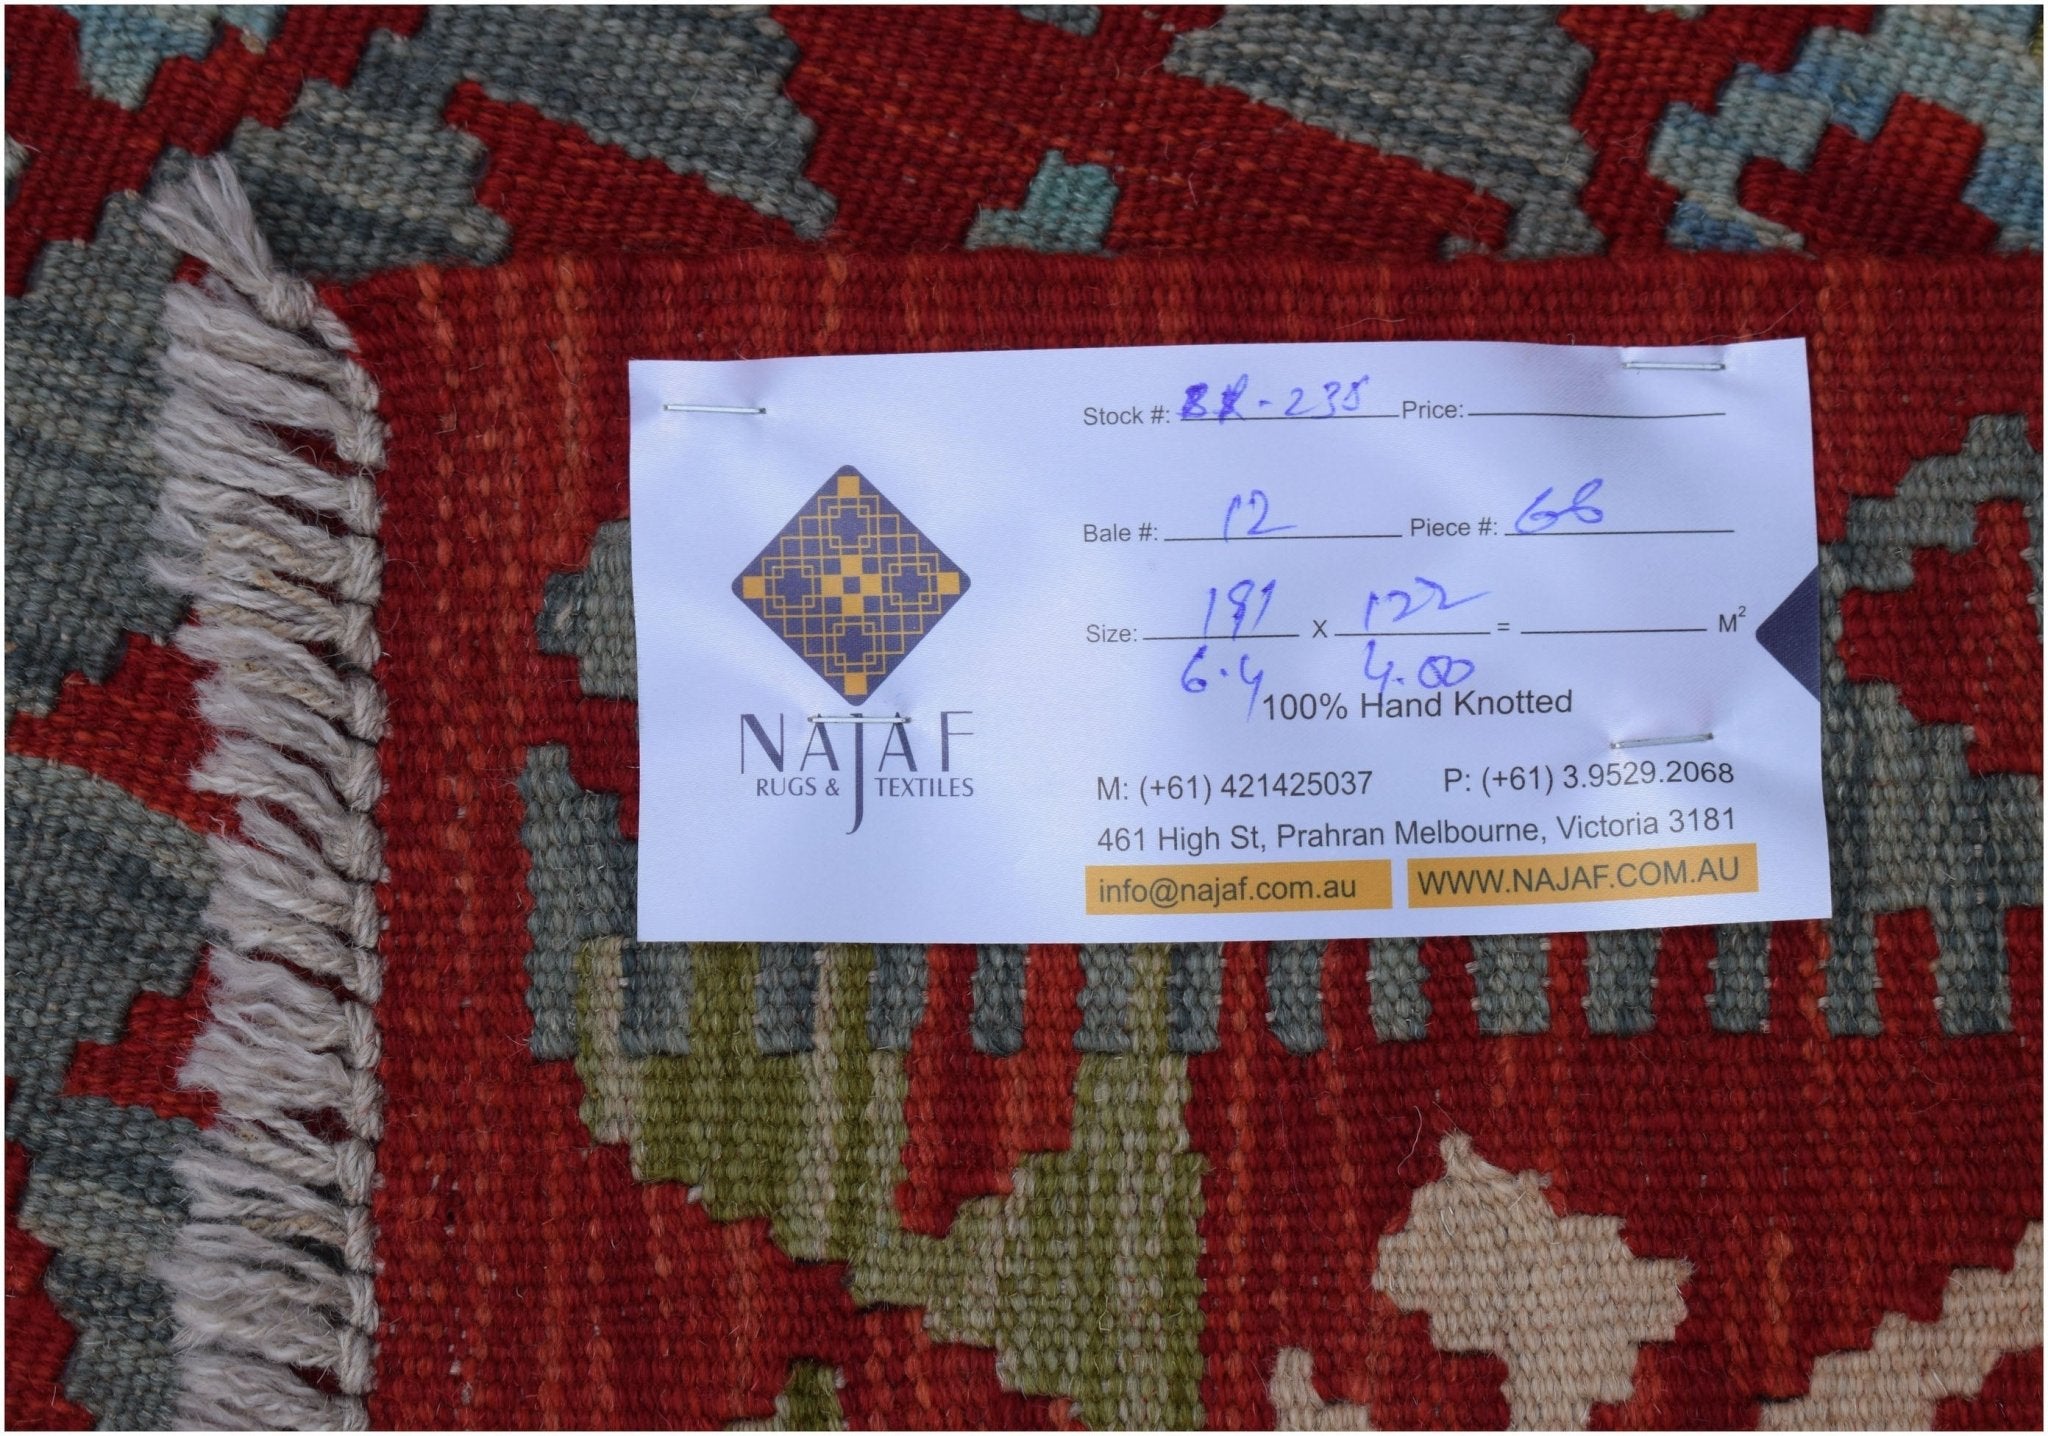 NAJAF
RUGS & TEXTILES
Stock #: BR-235 Price:
Bale #: 12 Piece #: 68
Size: 191 X 122 = M²
6.4 4.00
100% Hand Knotted
M: (+61) 421425037 P: (+61) 3.9529.2068
461 High St, Prahran Melbourne, Victoria 3181
info@najaf.com.au WWW.NAJAF.COM.AU